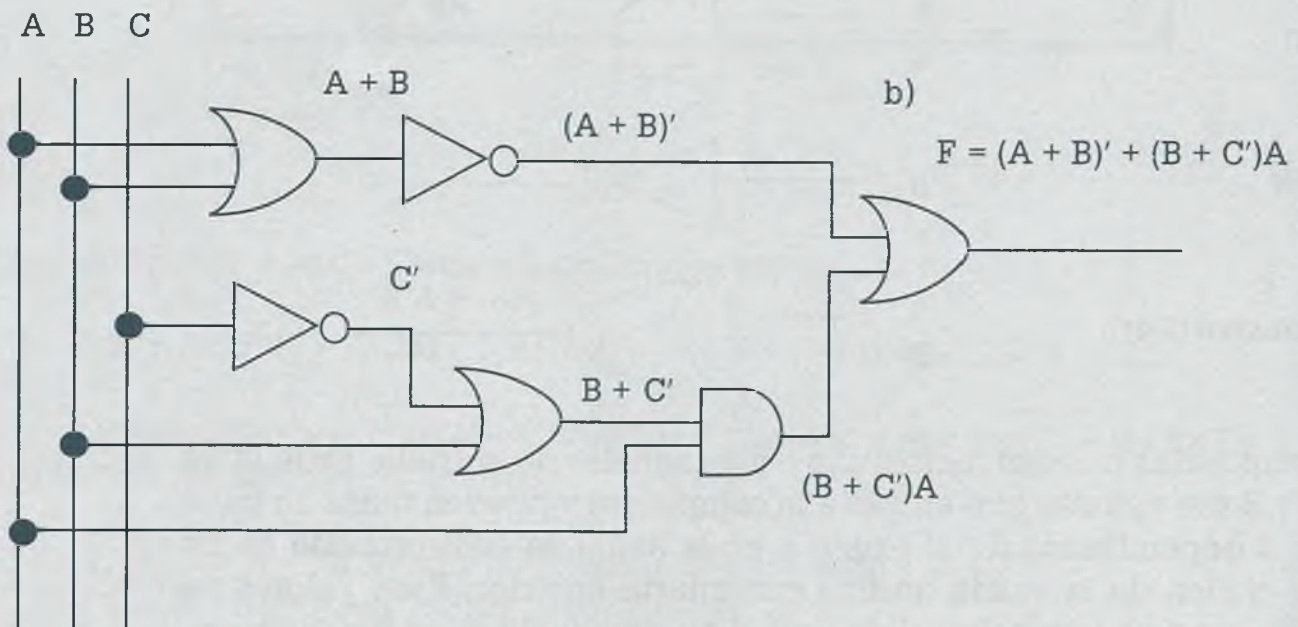 A B C
A + B
b)
(A + B)′
F = (A + B)′ + (B + C′)A
C′
B + C′
(B + C′)A